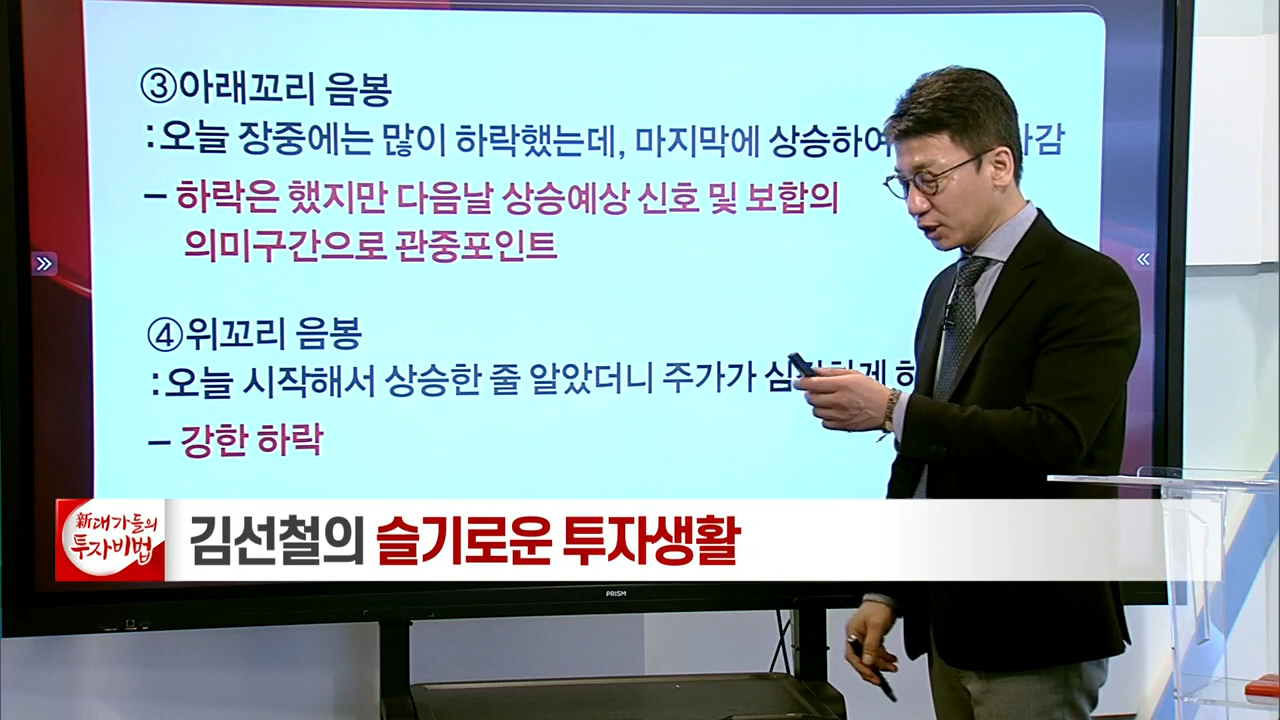 ③아래꼬리 음봉
:오늘 장중에는 많이 하락했는데, 마지막에 상승하여 마감
– 하락은 했지만 다음날 상승예상 신호 및 보합의
의미구간으로 관중포인트
④위꼬리 음봉
:오늘 시작해서 상승한 줄 알았더니 주가가
– 강한 하락
新대가들의
투자비법
김선철의 슬기로운 투자생활
PRISM